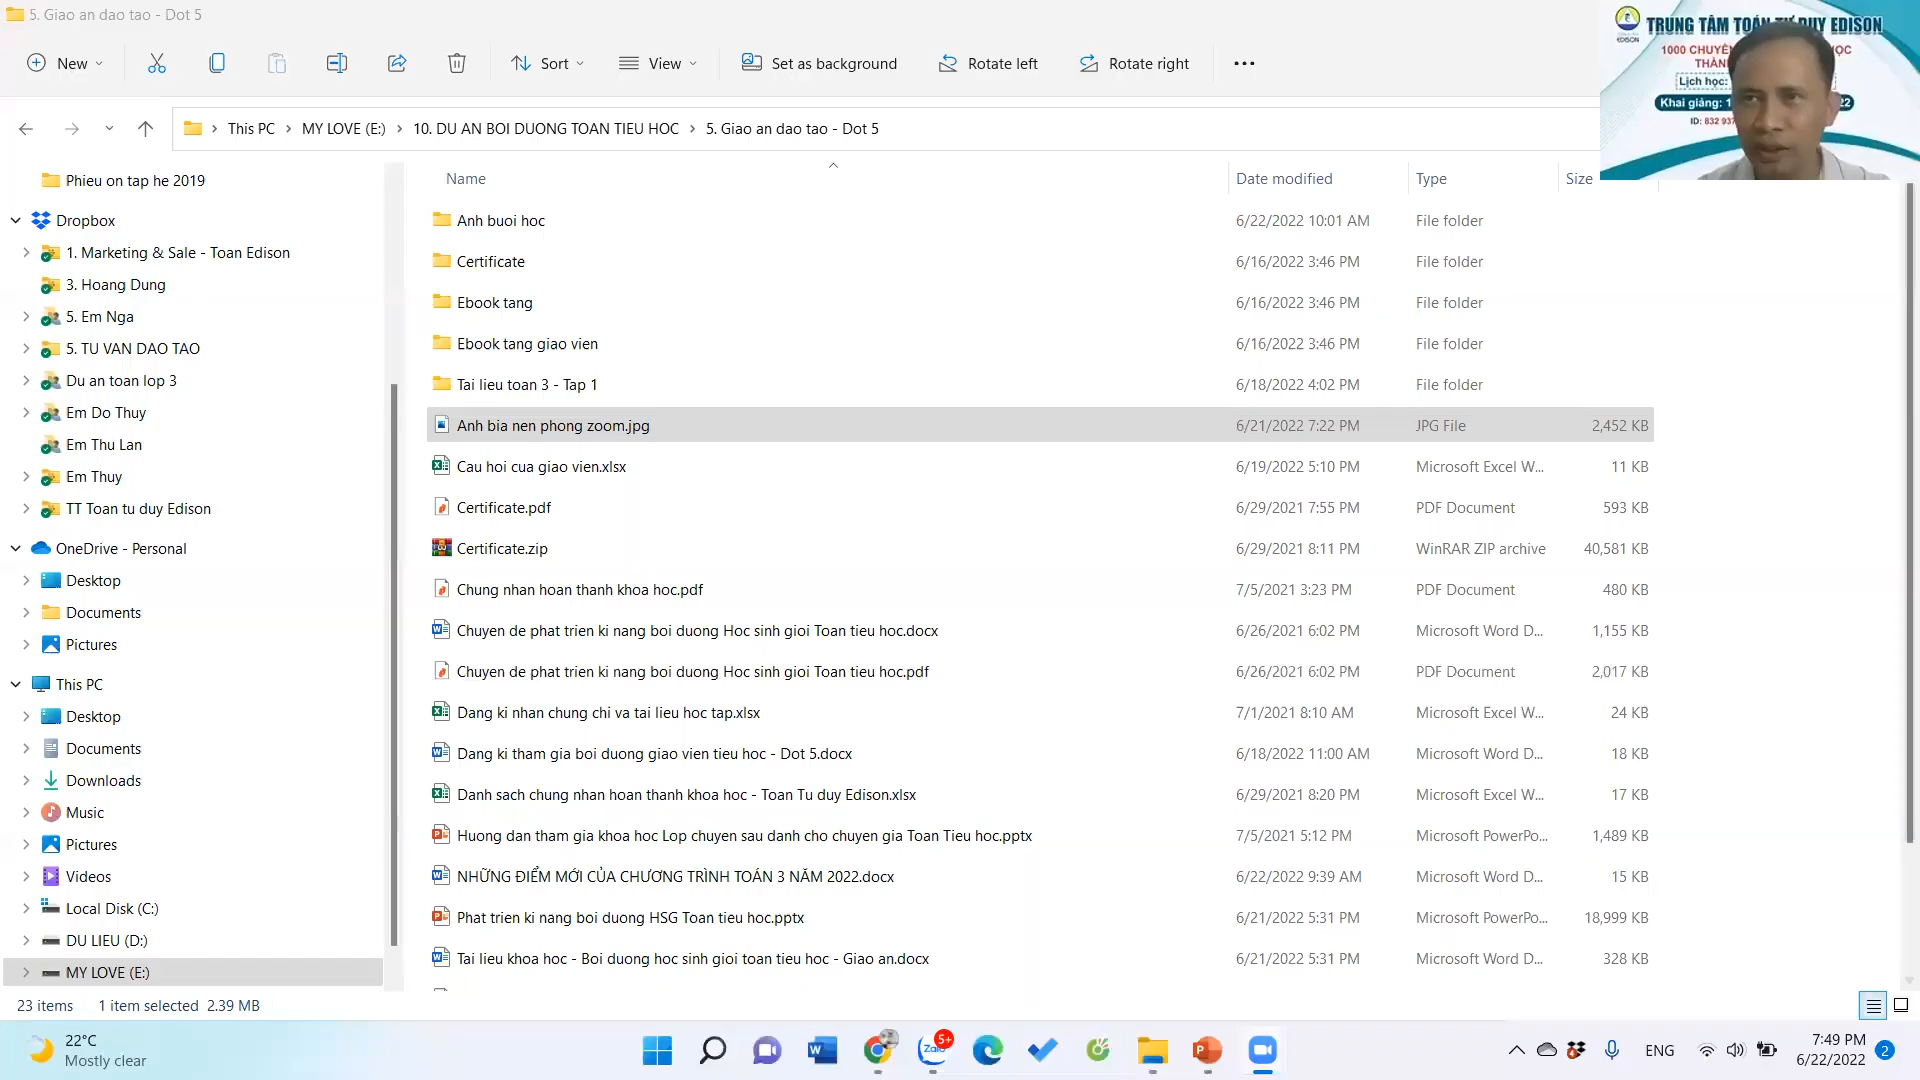 5. Giao an dao tao - Dot 5
New
Sort
View
Set as background
Rotate left
Rotate right
This PC
MY LOVE (E:)
10. DU AN BOI DUONG TOAN TIEU HOC
5. Giao an dao tao - Dot 5
TRUNG TÂM TOÁN TƯ DUY EDISON
EDISON
1000 CHUYÊN
HỌC
THÀNH
Lịch học:
Khai giảng: 1
2022
ID: 832 937
Name
Date modified
Type
Size
Phieu on tap he 2019
Dropbox
1. Marketing & Sale - Toan Edison
3. Hoang Dung
5. Em Nga
5. TU VAN DAO TAO
Du an toan lop 3
Em Do Thuy
Em Thu Lan
Em Thuy
TT Toan tu duy Edison
OneDrive - Personal
Desktop
Documents
Pictures
This PC
Desktop
Documents
Downloads
Music
Pictures
Videos
Local Disk (C:)
DU LIEU (D:)
MY LOVE (E:)
Anh buoi hoc 6/22/2022 10:01 AM File folder
Certificate 6/16/2022 3:46 PM File folder
Ebook tang 6/16/2022 3:46 PM File folder
Ebook tang giao vien 6/16/2022 3:46 PM File folder
Tai lieu toan 3 - Tap 1 6/18/2022 4:02 PM File folder
Anh bia nen phong zoom.jpg 6/21/2022 7:22 PM JPG File 2,452 KB
Cau hoi cua giao vien.xlsx 6/19/2022 5:10 PM Microsoft Excel W... 11 KB
Certificate.pdf 6/29/2021 7:55 PM PDF Document 593 KB
Certificate.zip 6/29/2021 8:11 PM WinRAR ZIP archive 40,581 KB
Chung nhan hoan thanh khoa hoc.pdf 7/5/2021 3:23 PM PDF Document 480 KB
Chuyen de phat trien ki nang boi duong Hoc sinh gioi Toan tieu hoc.docx 6/26/2021 6:02 PM Microsoft Word D... 1,155 KB
Chuyen de phat trien ki nang boi duong Hoc sinh gioi Toan tieu hoc.pdf 6/26/2021 6:02 PM PDF Document 2,017 KB
Dang ki nhan chung chi va tai lieu hoc tap.xlsx 7/1/2021 8:10 AM Microsoft Excel W... 24 KB
Dang ki tham gia boi duong giao vien tieu hoc - Dot 5.docx 6/18/2022 11:00 AM Microsoft Word D... 18 KB
Danh sach chung nhan hoan thanh khoa hoc - Toan Tu duy Edison.xlsx 6/29/2021 8:20 PM Microsoft Excel W... 17 KB
Huong dan tham gia khoa hoc Lop chuyen sau danh cho chuyen gia Toan Tieu hoc.pptx 7/5/2021 5:12 PM Microsoft PowerPo... 1,489 KB
NHỮNG ĐIỂM MỚI CỦA CHƯƠNG TRÌNH TOÁN 3 NĂM 2022.docx 6/22/2022 9:39 AM Microsoft Word D... 15 KB
Phat trien ki nang boi duong HSG Toan tieu hoc.pptx 6/21/2022 5:31 PM Microsoft PowerPo... 18,999 KB
Tai lieu khoa hoc - Boi duong hoc sinh gioi toan tieu hoc - Giao an.docx 6/21/2022 5:31 PM Microsoft Word D... 328 KB
23 items
1 item selected 2.39 MB
22°C
Mostly clear
Zalo
5+
ENG
7:49 PM
6/22/2022
2